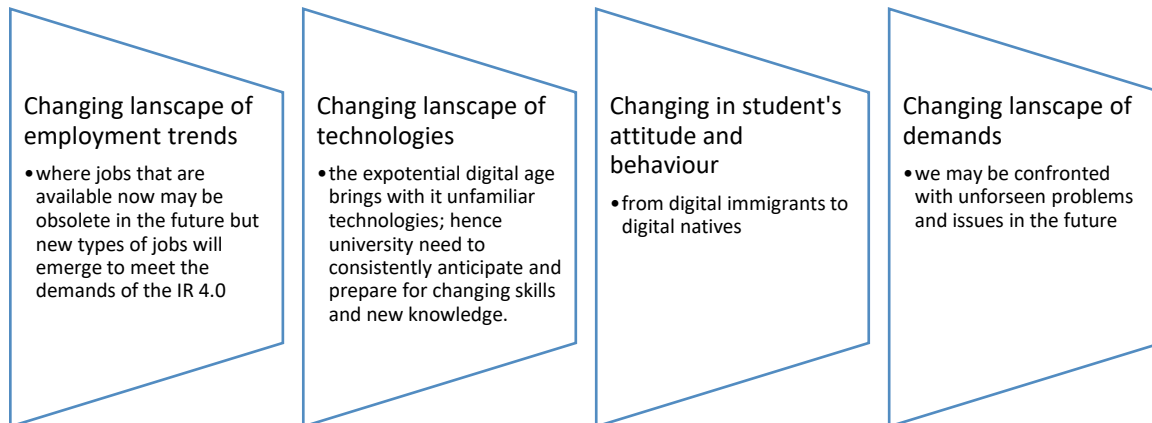 Changing lanscape of
employment trends
•where jobs that are
available now may be
obsolete in the future but
new types of jobs will
emerge to meet the
demands of the IR 4.0
Changing lanscape of
technologies
•the expotential digital age
brings with it unfamiliar
technologies; hence
university need to
consistently anticipate and
prepare for changing skills
and new knowledge.
Changing in student's
attitude and
behaviour
•from digital immigrants to
digital natives
Changing lanscape of
demands
•we may be confronted
with unforseen problems
and issues in the future